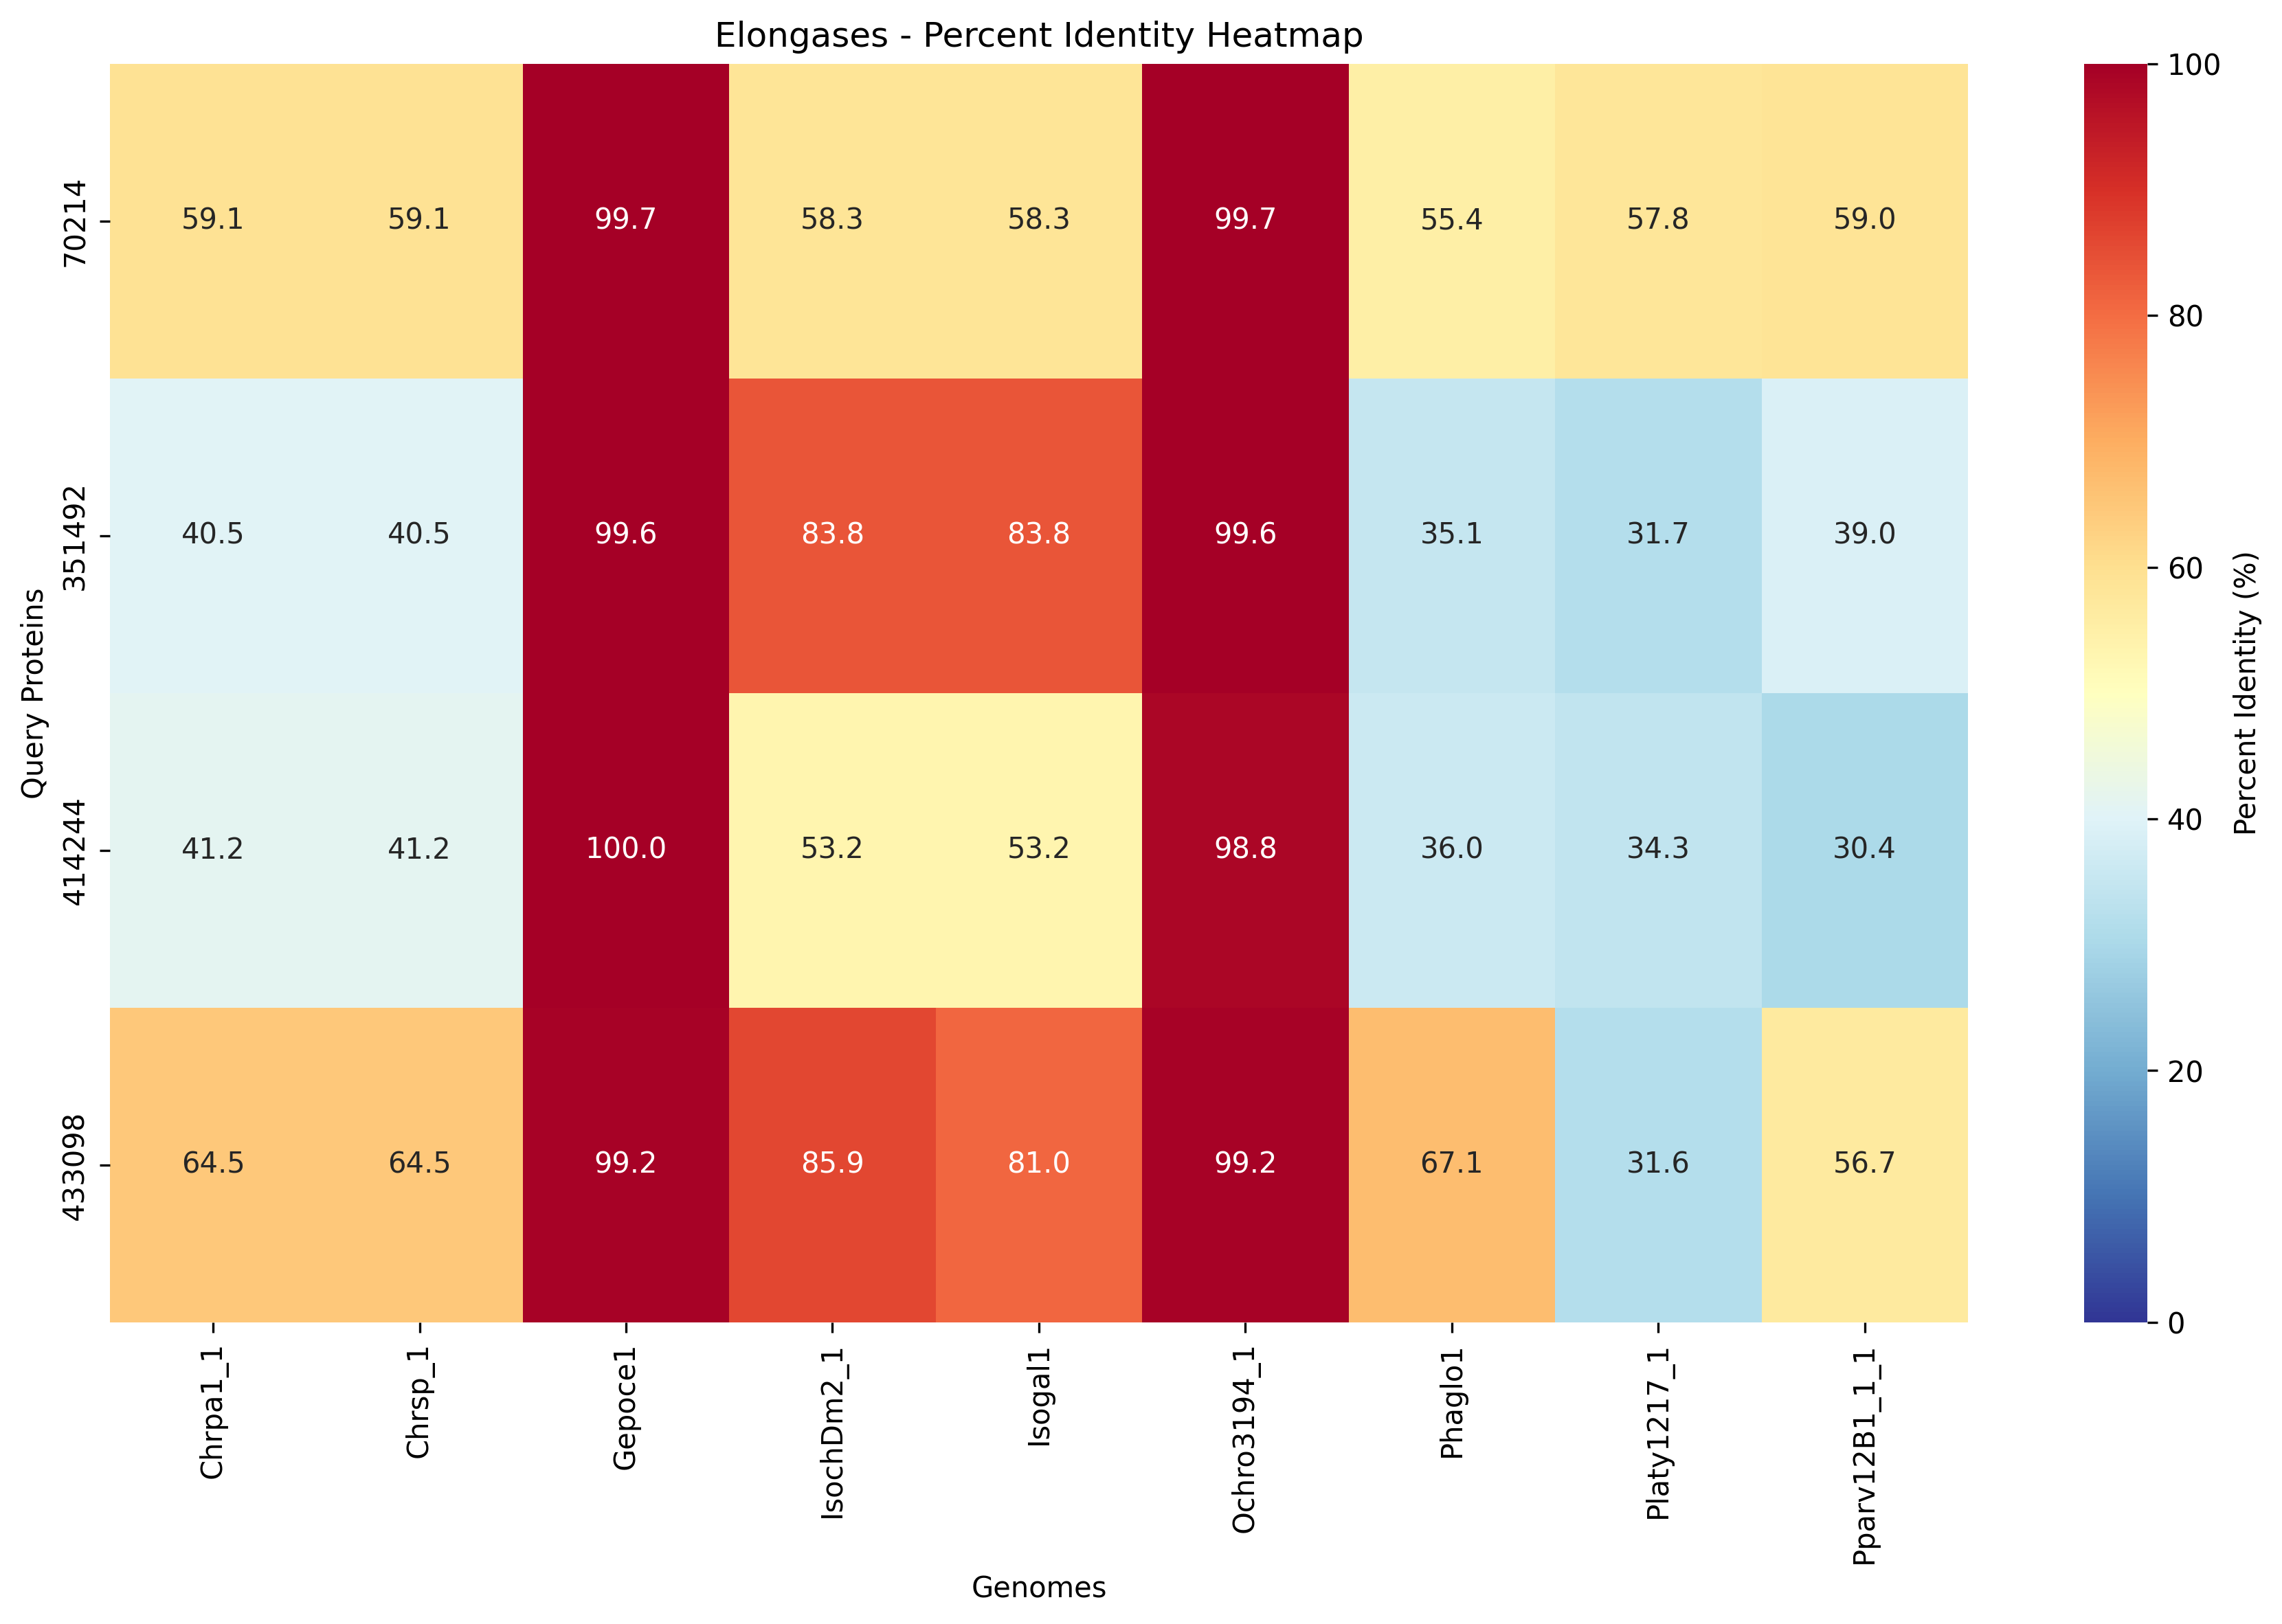 Elongases - Percent Identity Heatmap
Query Proteins
70214
59.1 59.1 99.7 58.3 58.3 99.7 55.4 57.8 59.0
351492
40.5 40.5 99.6 83.8 83.8 99.6 35.1 31.7 39.0
414244
41.2 41.2 100.0 53.2 53.2 98.8 36.0 34.3 30.4
433098
64.5 64.5 99.2 85.9 81.0 99.2 67.1 31.6 56.7
Chrpa1_1
Chrsp_1
Gepoce1
IsochDm2_1
Isogal1
Ochro3194_1
Phaglo1
Platy1217_1
Pparv12B1_1_1
Genomes
100
80
60
40
20
0
Percent Identity (%)